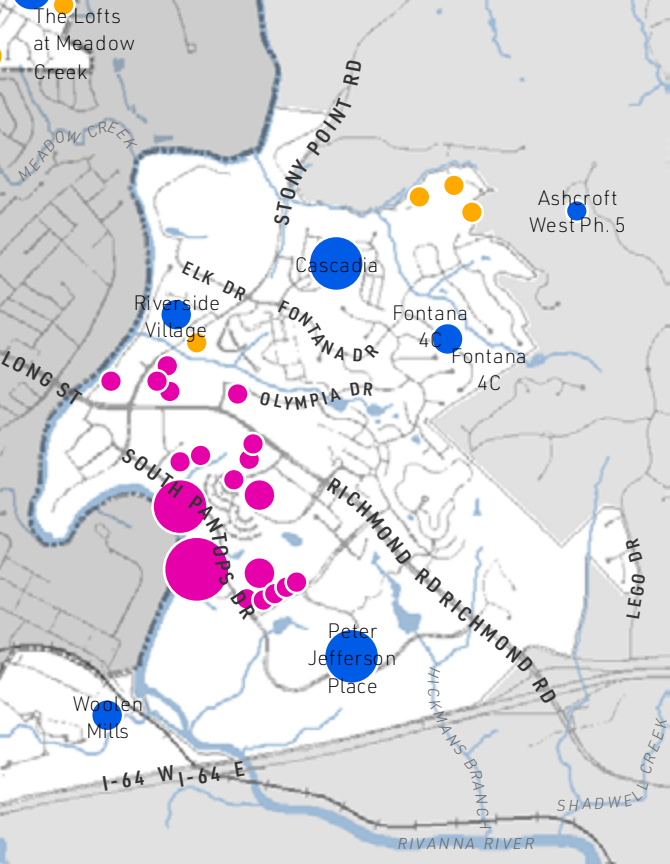 The Lofts
at Meadow
Creek
MEADOW CREEK
STONY POINT RD
Ashcroft
West Ph. 5
Cascadia
ELK DR
Riverside
Village
FONTANA DR
Fontana
4C
Fontana
4C
LONG ST
OLYMPIA DR
SOUTH PANTOPS DR
RICHMOND RD
RICHMOND RD
LEGO DR
Peter
Jefferson
Place
Woolen
Mills
HICKMANS BRANCH
I-64 W
I-64 E
SHADWELL CREEK
RIVANNA RIVER